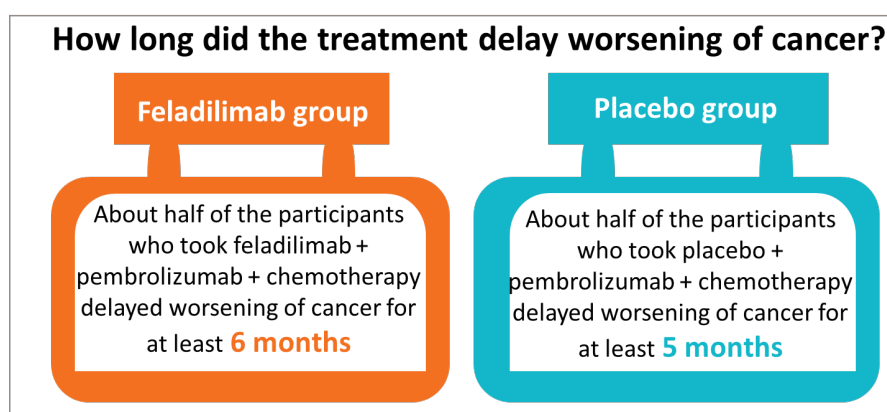 How long did the treatment delay worsening of cancer?
Feladilimab group
About half of the participants
who took feladilimab +
pembrolizumab + chemotherapy
delayed worsening of cancer for
at least 6 months
Placebo group
About half of the participants
who took placebo +
pembrolizumab + chemotherapy
delayed worsening of cancer for
at least 5 months